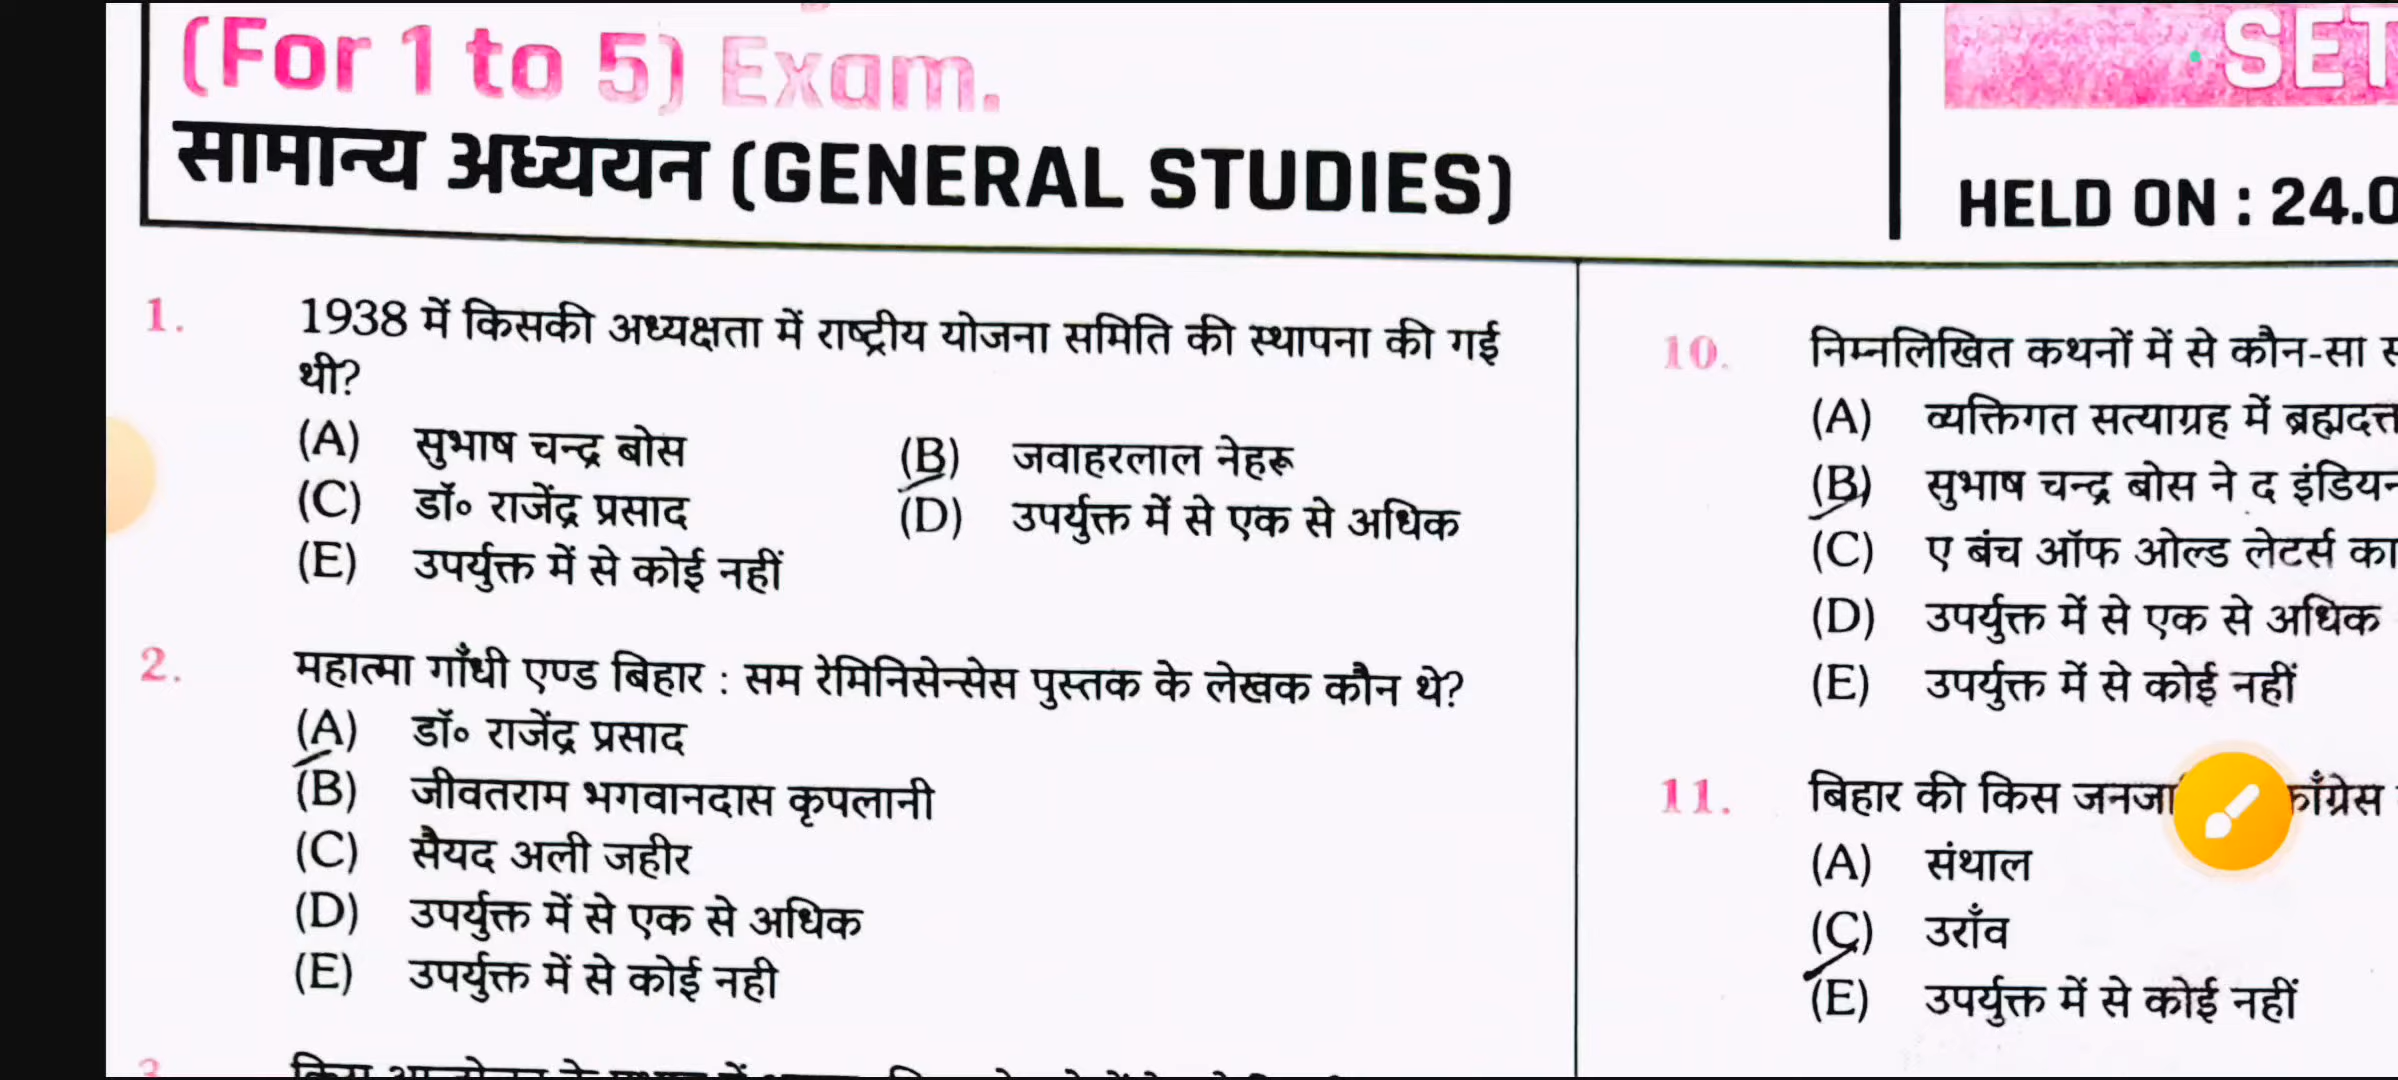 (For 1 to 5) Exam.
सामान्य अध्ययन (GENERAL STUDIES)
SET
HELD ON : 24.0
1. 1938 में किसकी अध्यक्षता में राष्ट्रीय योजना समिति की स्थापना की गई
थी?
(A) सुभाष चन्द्र बोस (B) जवाहरलाल नेहरू
(C) डॉ॰ राजेंद्र प्रसाद (D) उपर्युक्त में से एक से अधिक
(E) उपर्युक्त में से कोई नहीं
2. महात्मा गाँधी एण्ड बिहार : सम रेमिनिसेन्सेस पुस्तक के लेखक कौन थे?
(A) डॉ॰ राजेंद्र प्रसाद
(B) जीवतराम भगवानदास कृपलानी
(C) सैयद अली जहीर
(D) उपर्युक्त में से एक से अधिक
(E) उपर्युक्त में से कोई नही
10. निम्नलिखित कथनों में से कौन-सा
(A) व्यक्तिगत सत्याग्रह में ब्रह्मदत्त
(B) सुभाष चन्द्र बोस ने द इंडियन
(C) ए बंच ऑफ ओल्ड लेटर्स का
(D) उपर्युक्त में से एक से अधिक
(E) उपर्युक्त में से कोई नहीं
11. बिहार की किस
(A) संथाल
(C) उराँव
(E) उपर्युक्त में से कोई नहीं